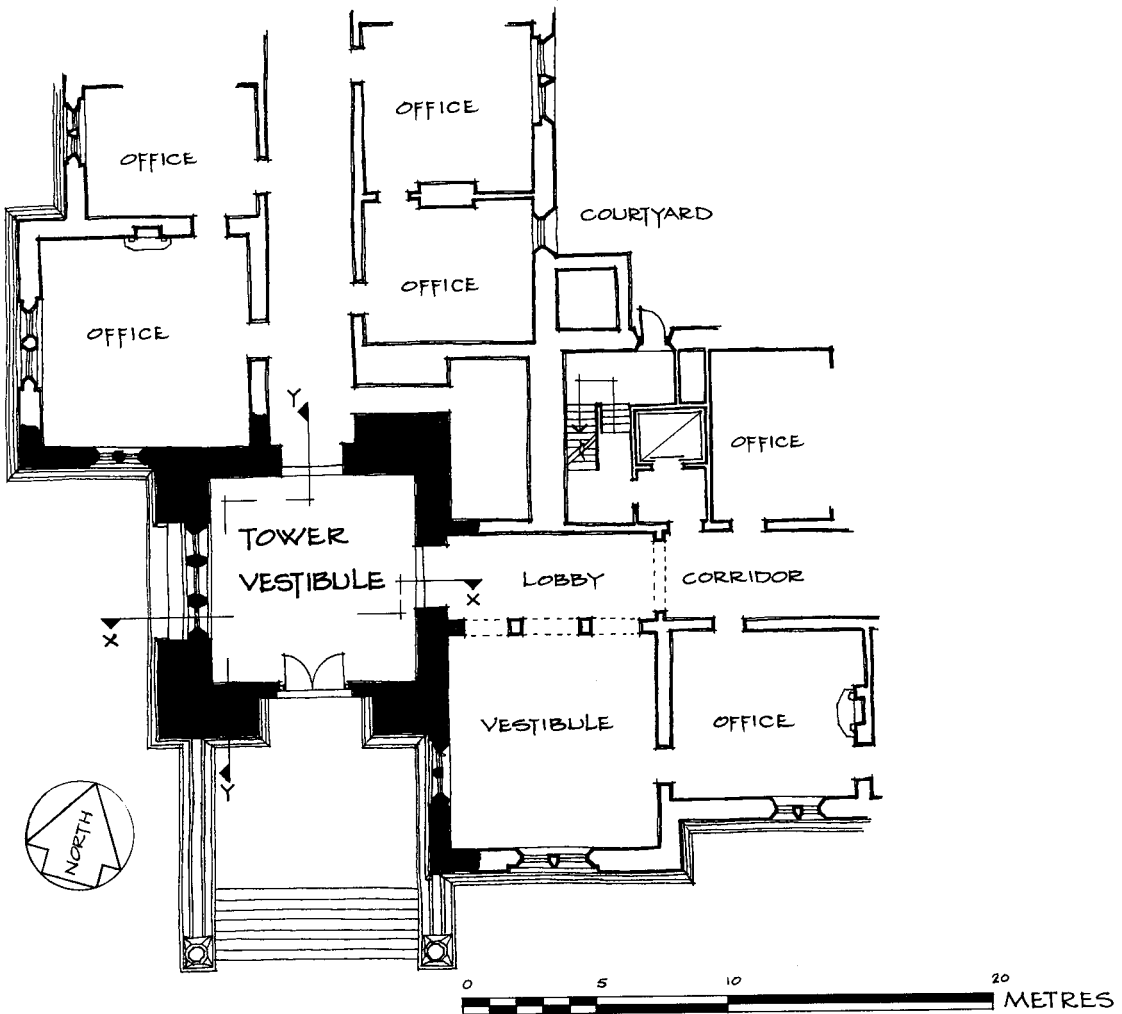 OFFICE
OFFICE
COURTYARD
OFFICE
OFFICE
Y
OFFICE
TOWER
VESTIBULE
LOBBY
CORRIDOR
X
X
VESTIBULE
OFFICE
Y
NORTH
0 5 10 20
METRES